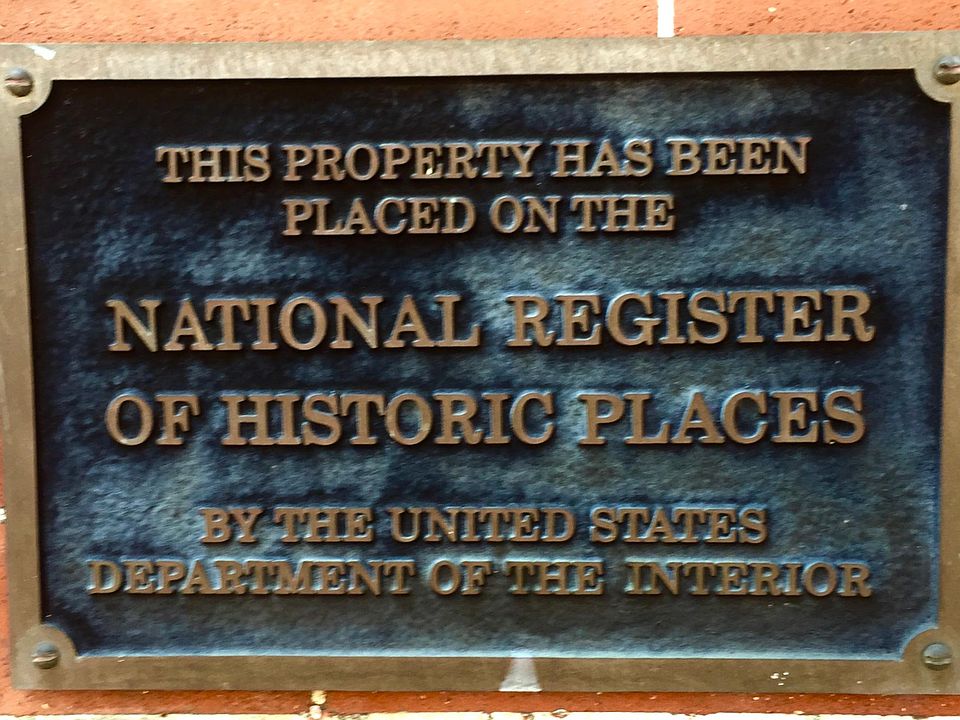 THIS PROPERTY HAS BEEN
PLACED ON THE
NATIONAL REGISTER
OF HISTORIC PLACES
BY THE UNITED STATES
DEPARTMENT OF THE INTERIOR